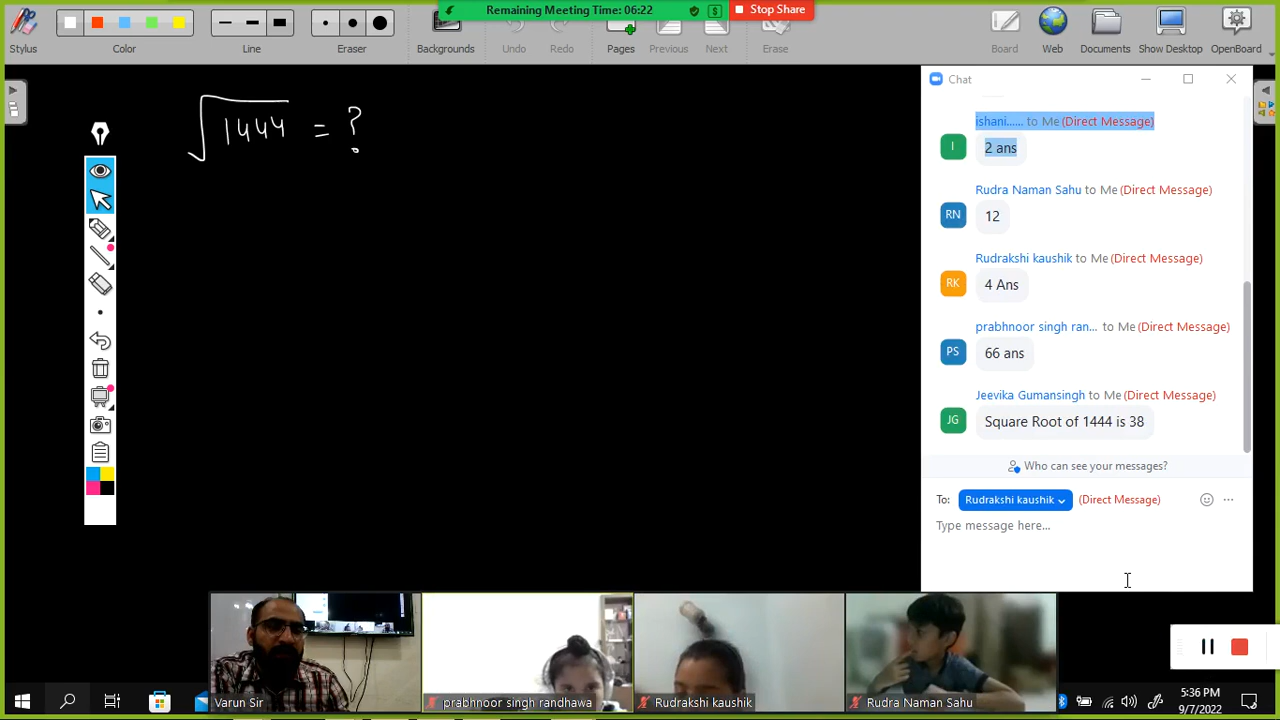 Remaining Meeting Time: 06:22
Stop Share
Stylus
Color
Line
Eraser
Backgrounds
Undo
Redo
Pages
Previous
Next
Erase
Board
Web
Documents
Show Desktop
OpenBoard
√1444 = ?
Chat
ishani...... to Me (Direct Message)
I
2 ans
Rudra Naman Sahu to Me (Direct Message)
RN
12
Rudrakshi kaushik to Me (Direct Message)
RK
4 Ans
prabhnoor singh ran... to Me (Direct Message)
PS
66 ans
Jeevika Gumansingh to Me (Direct Message)
JG
Square Root of 1444 is 38
Who can see your messages?
To: Rudrakshi kaushik (Direct Message)
Type message here...
Varun Sir
prabhnoor singh randhawa
Rudrakshi kaushik
Rudra Naman Sahu
5:36 PM
9/7/2022